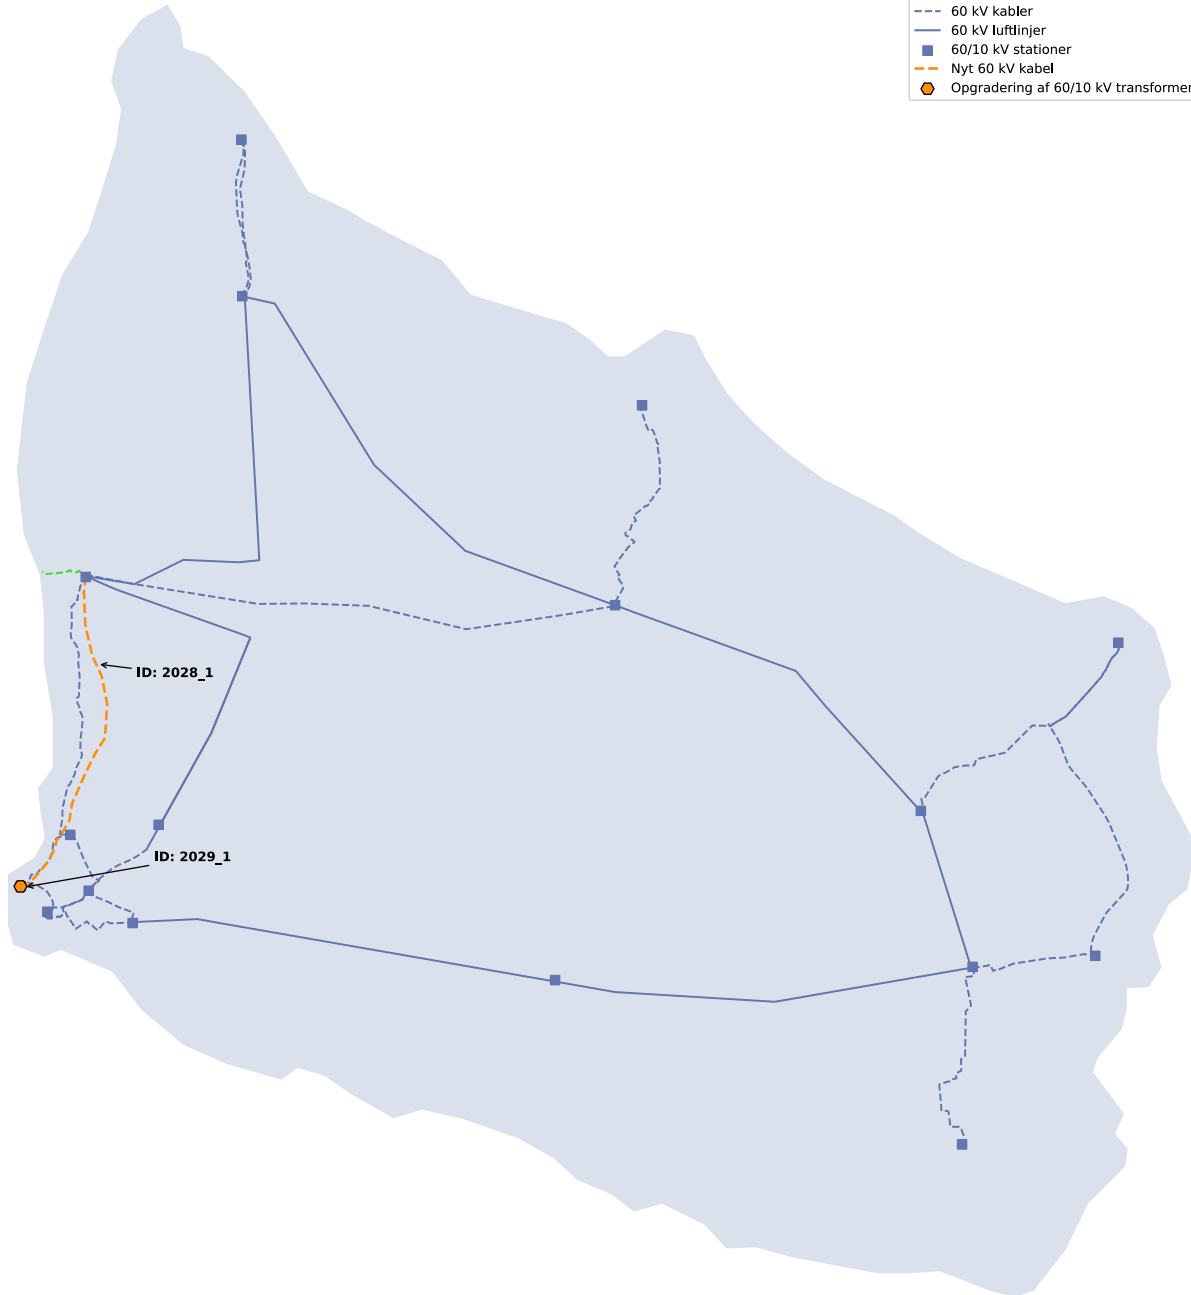 60 kV kabler
60 kV luftlinjer
60/10 kV stationer
Nyt 60 kV kabel
Opgradering af 60/10 kV transformer
ID: 2028_1
ID: 2029_1